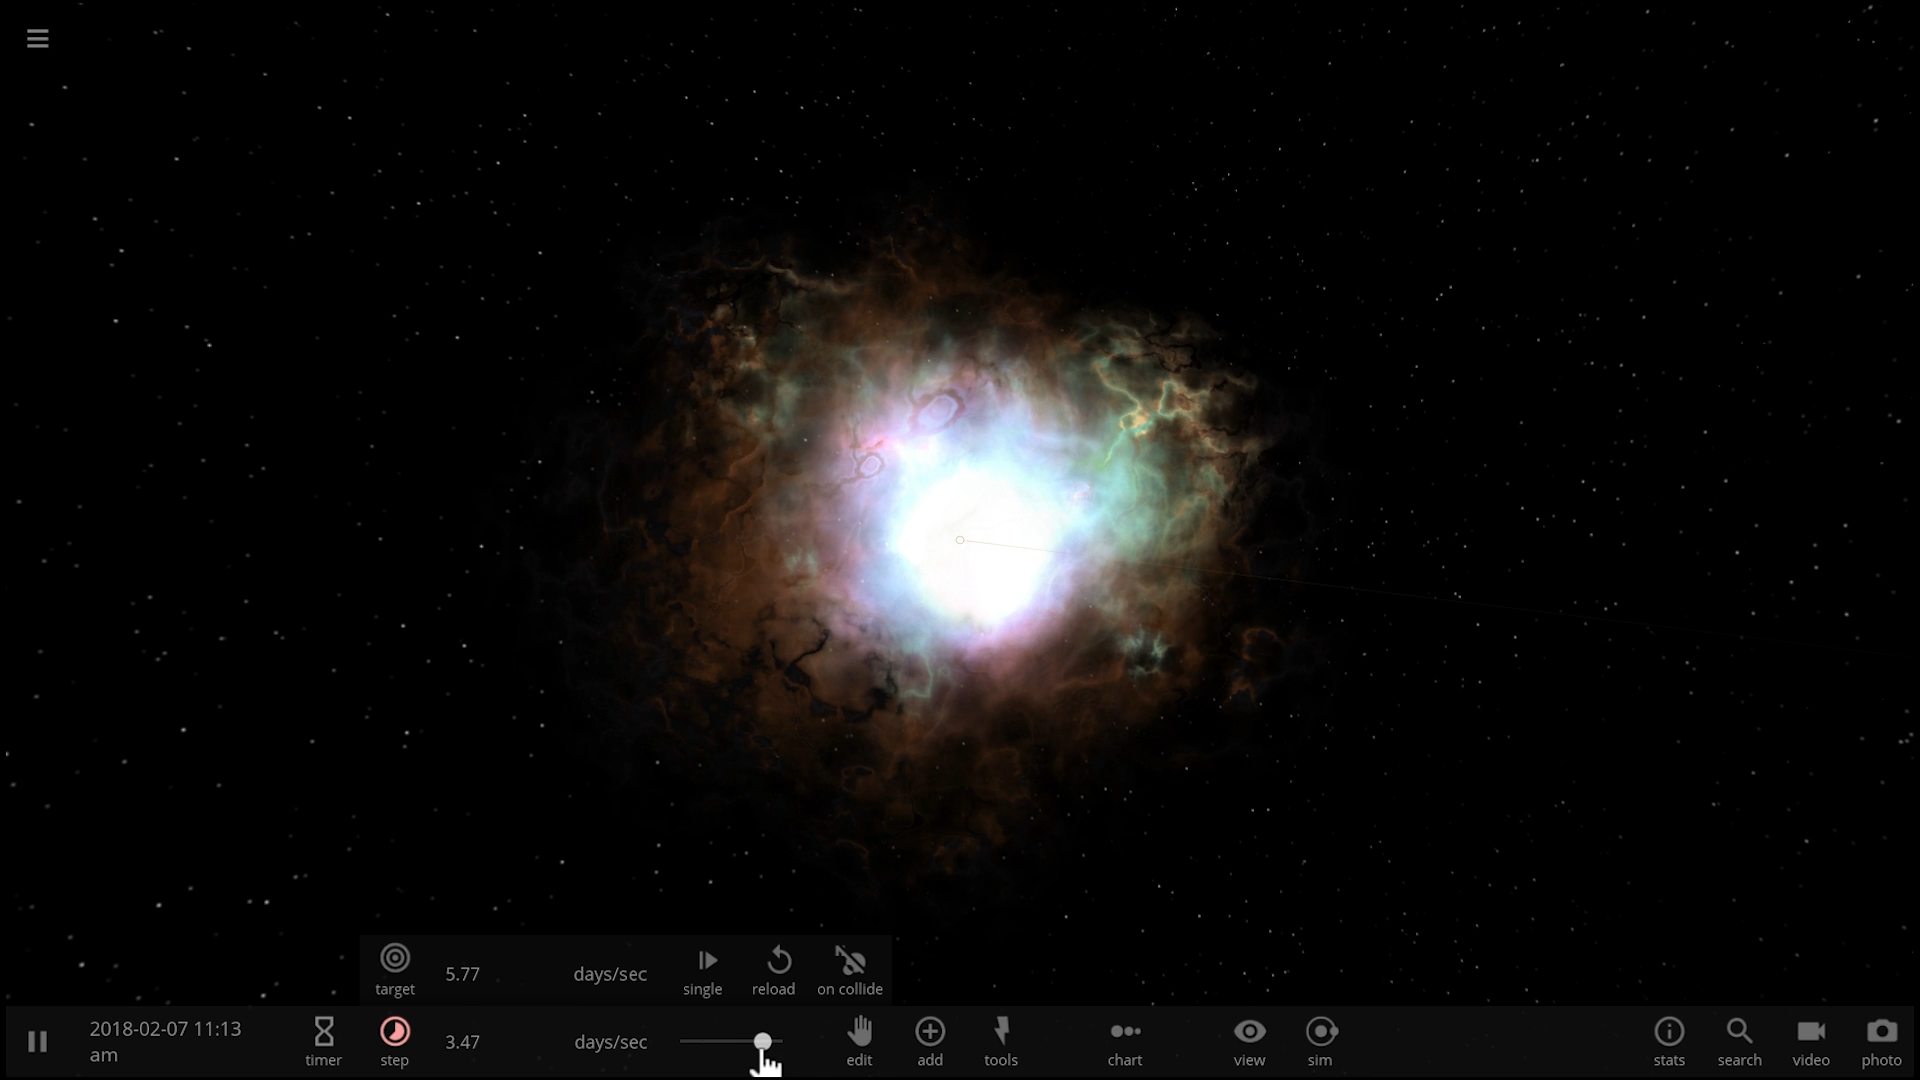 target
5.77
days/sec
single
reload
on collide
2018-02-07 11:13
am
timer
step
3.47
days/sec
edit
add
tools
chart
view
sim
stats
search
video
photo